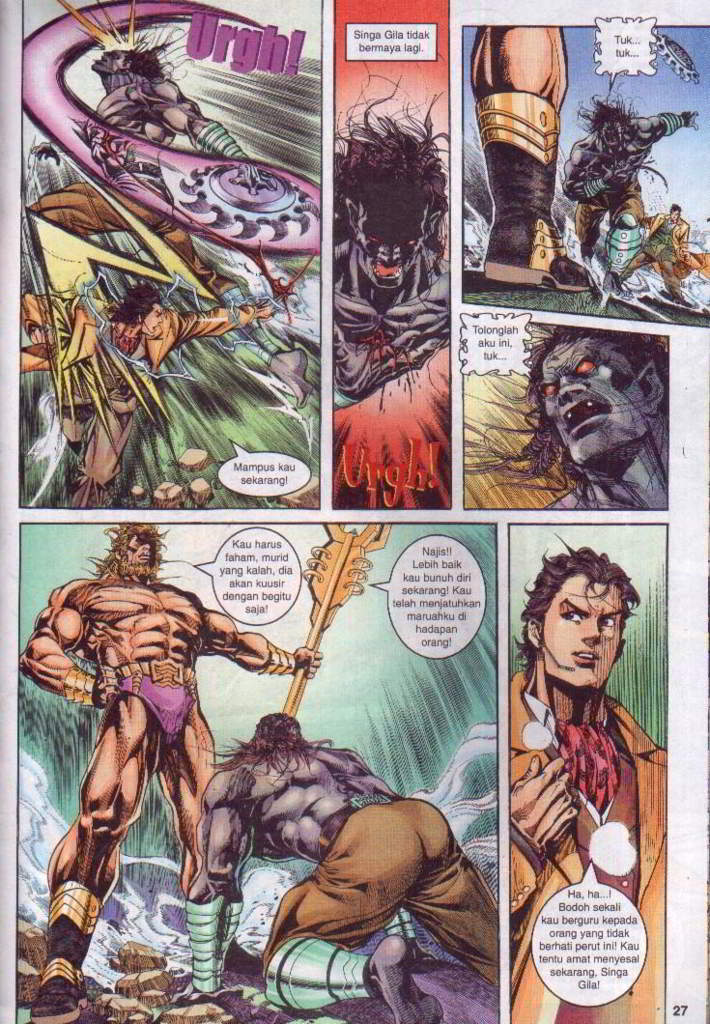 Urgh!
Mampus kau
sekarang!
Singa Gila tidak
bermaya lagi.
Urgh!
Tuk...
tuk...
Tolonglah
aku ini,
tuk...
Kau harus
faham, murid
yang kalah, dia
akan kuusir
dengan begitu
saja!
Najis!!
Lebih baik
kau bunuh diri
sekarang! Kau
telah menjatuhkan
maruahku di
hadapan
orang!
Ha, ha...!
Bodoh sekali
kau berguru kepada
orang yang tidak
berhati perut ini! Kau
tentu amat menyesal
sekarang, Singa
Gila!
27